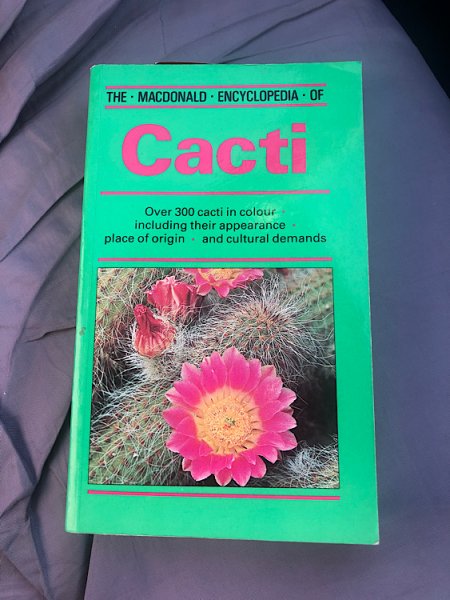 THE · MACDONALD · ENCYCLOPEDIA · OF
Cacti
Over 300 cacti in colour ·
including their appearance ·
place of origin · and cultural demands